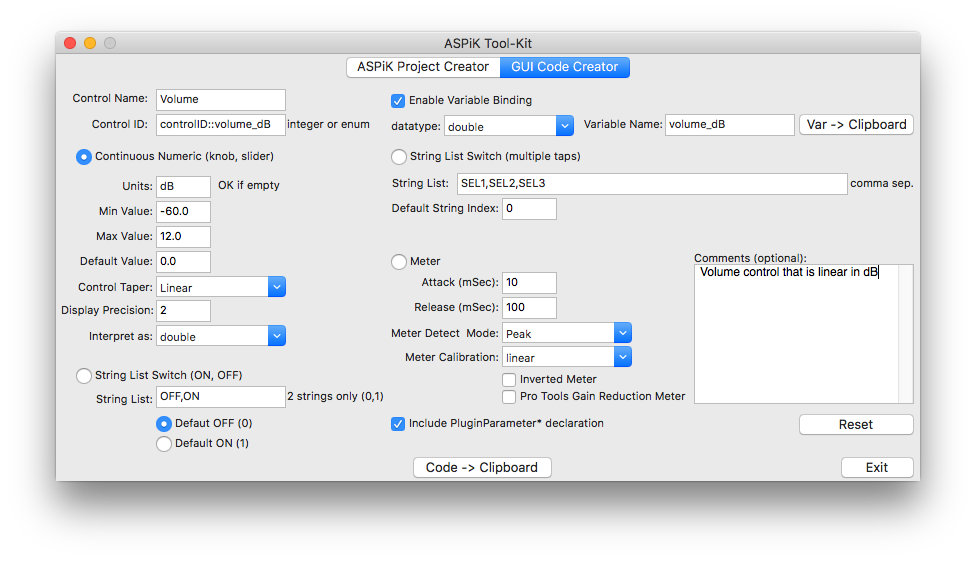 ASPiK Tool-Kit
ASPiK Project Creator GUI Code Creator
Control Name: Volume
Control ID: controlID::volume_dB integer or enum
Enable Variable Binding
datatype: double Variable Name: volume_dB Var -> Clipboard
Continuous Numeric (knob, slider)
Units: dB OK if empty
Min Value: -60.0
Max Value: 12.0
Default Value: 0.0
Control Taper: Linear
Display Precision: 2
Interpret as: double
String List Switch (ON, OFF)
String List: OFF,ON 2 strings only (0,1)
Defaut OFF (0)
Default ON (1)
String List Switch (multiple taps)
String List: SEL1,SEL2,SEL3 comma sep.
Default String Index: 0
Meter
Attack (mSec): 10
Release (mSec): 100
Meter Detect Mode: Peak
Meter Calibration: linear
Inverted Meter
Pro Tools Gain Reduction Meter
Include PluginParameter* declaration
Comments (optional):
Volume control that is linear in dB
Reset
Code -> Clipboard
Exit